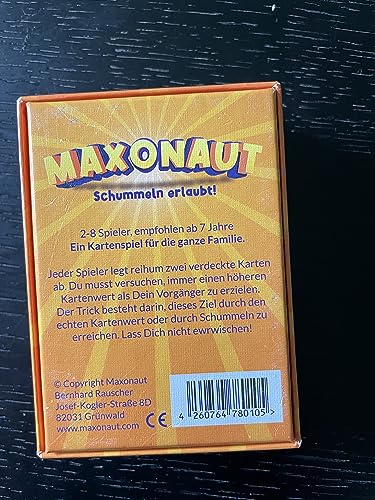 MAXONAUT
Schummeln erlaubt!
2-8 Spieler, empfohlen ab 7 Jahre
Ein Kartenspiel für die ganze Familie.
Jeder Spieler legt reihum zwei verdeckte Karten
ab. Du musst versuchen, immer einen höheren
Kartenwert als Dein Vorgänger zu erzielen.
Der Trick besteht darin, dieses Ziel durch den
echten Kartenwert oder durch Schummeln zu
erreichen. Lass Dich nicht ewrwischen!
© Copyright Maxonaut
Bernhard Rauscher
Josef-Kogler-Straße 8D
82031 Grünwald
www.maxonaut.com
CE
4 260764 780105 >